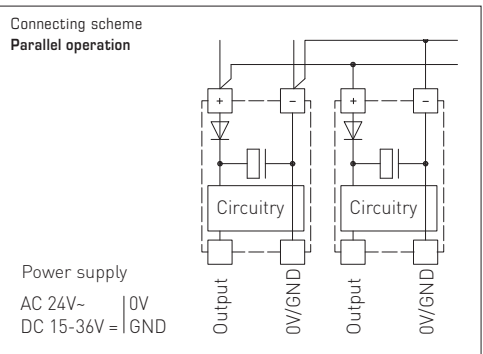 Connecting scheme
Parallel operation
+ − + −
Circuitry Circuitry
Output 0V/GND Output 0V/GND
Power supply
AC 24V~ 0V
DC 15-36V = GND